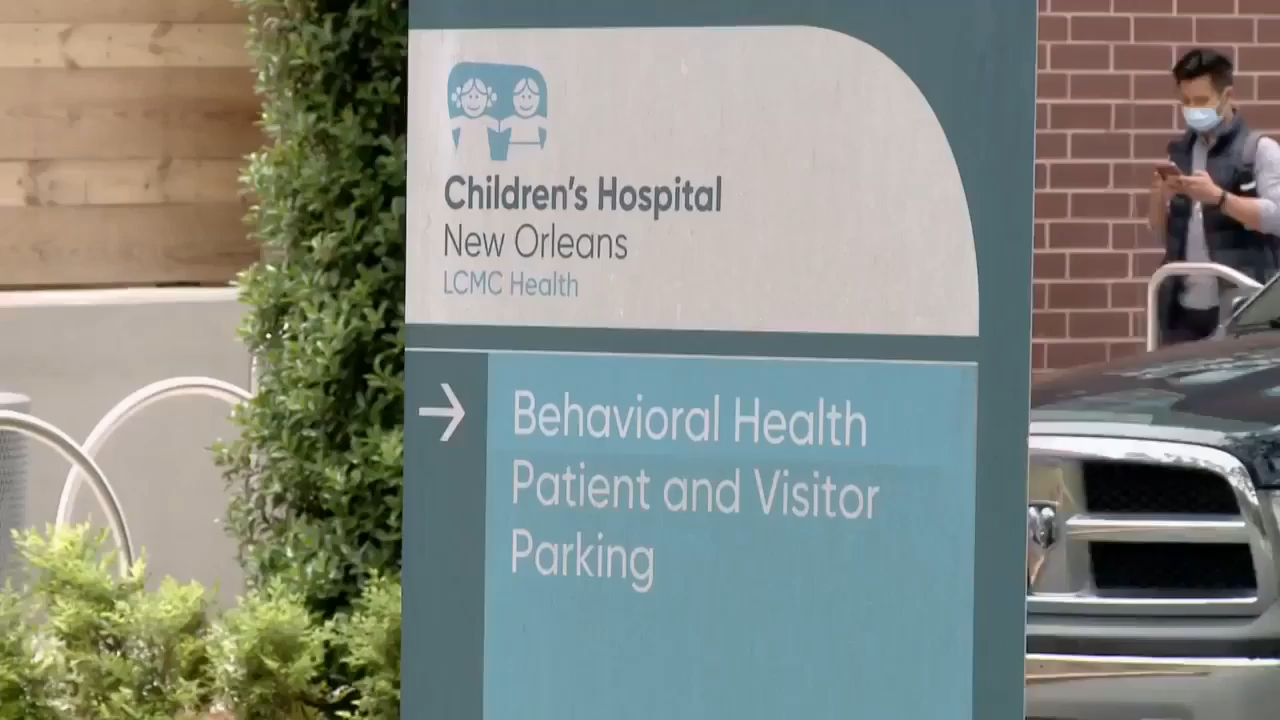 Children's Hospital
New Orleans
LCMC Health
→
Behavioral Health
Patient and Visitor
Parking